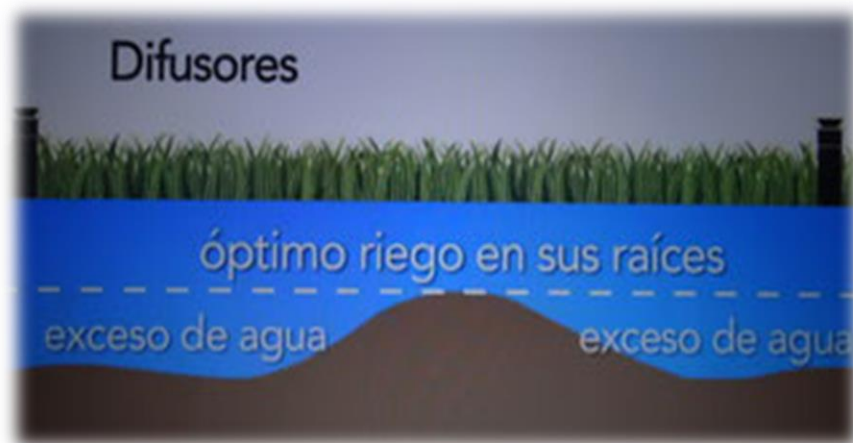 Difusores
óptimo riego en sus raíces
exceso de agua
exceso de agua